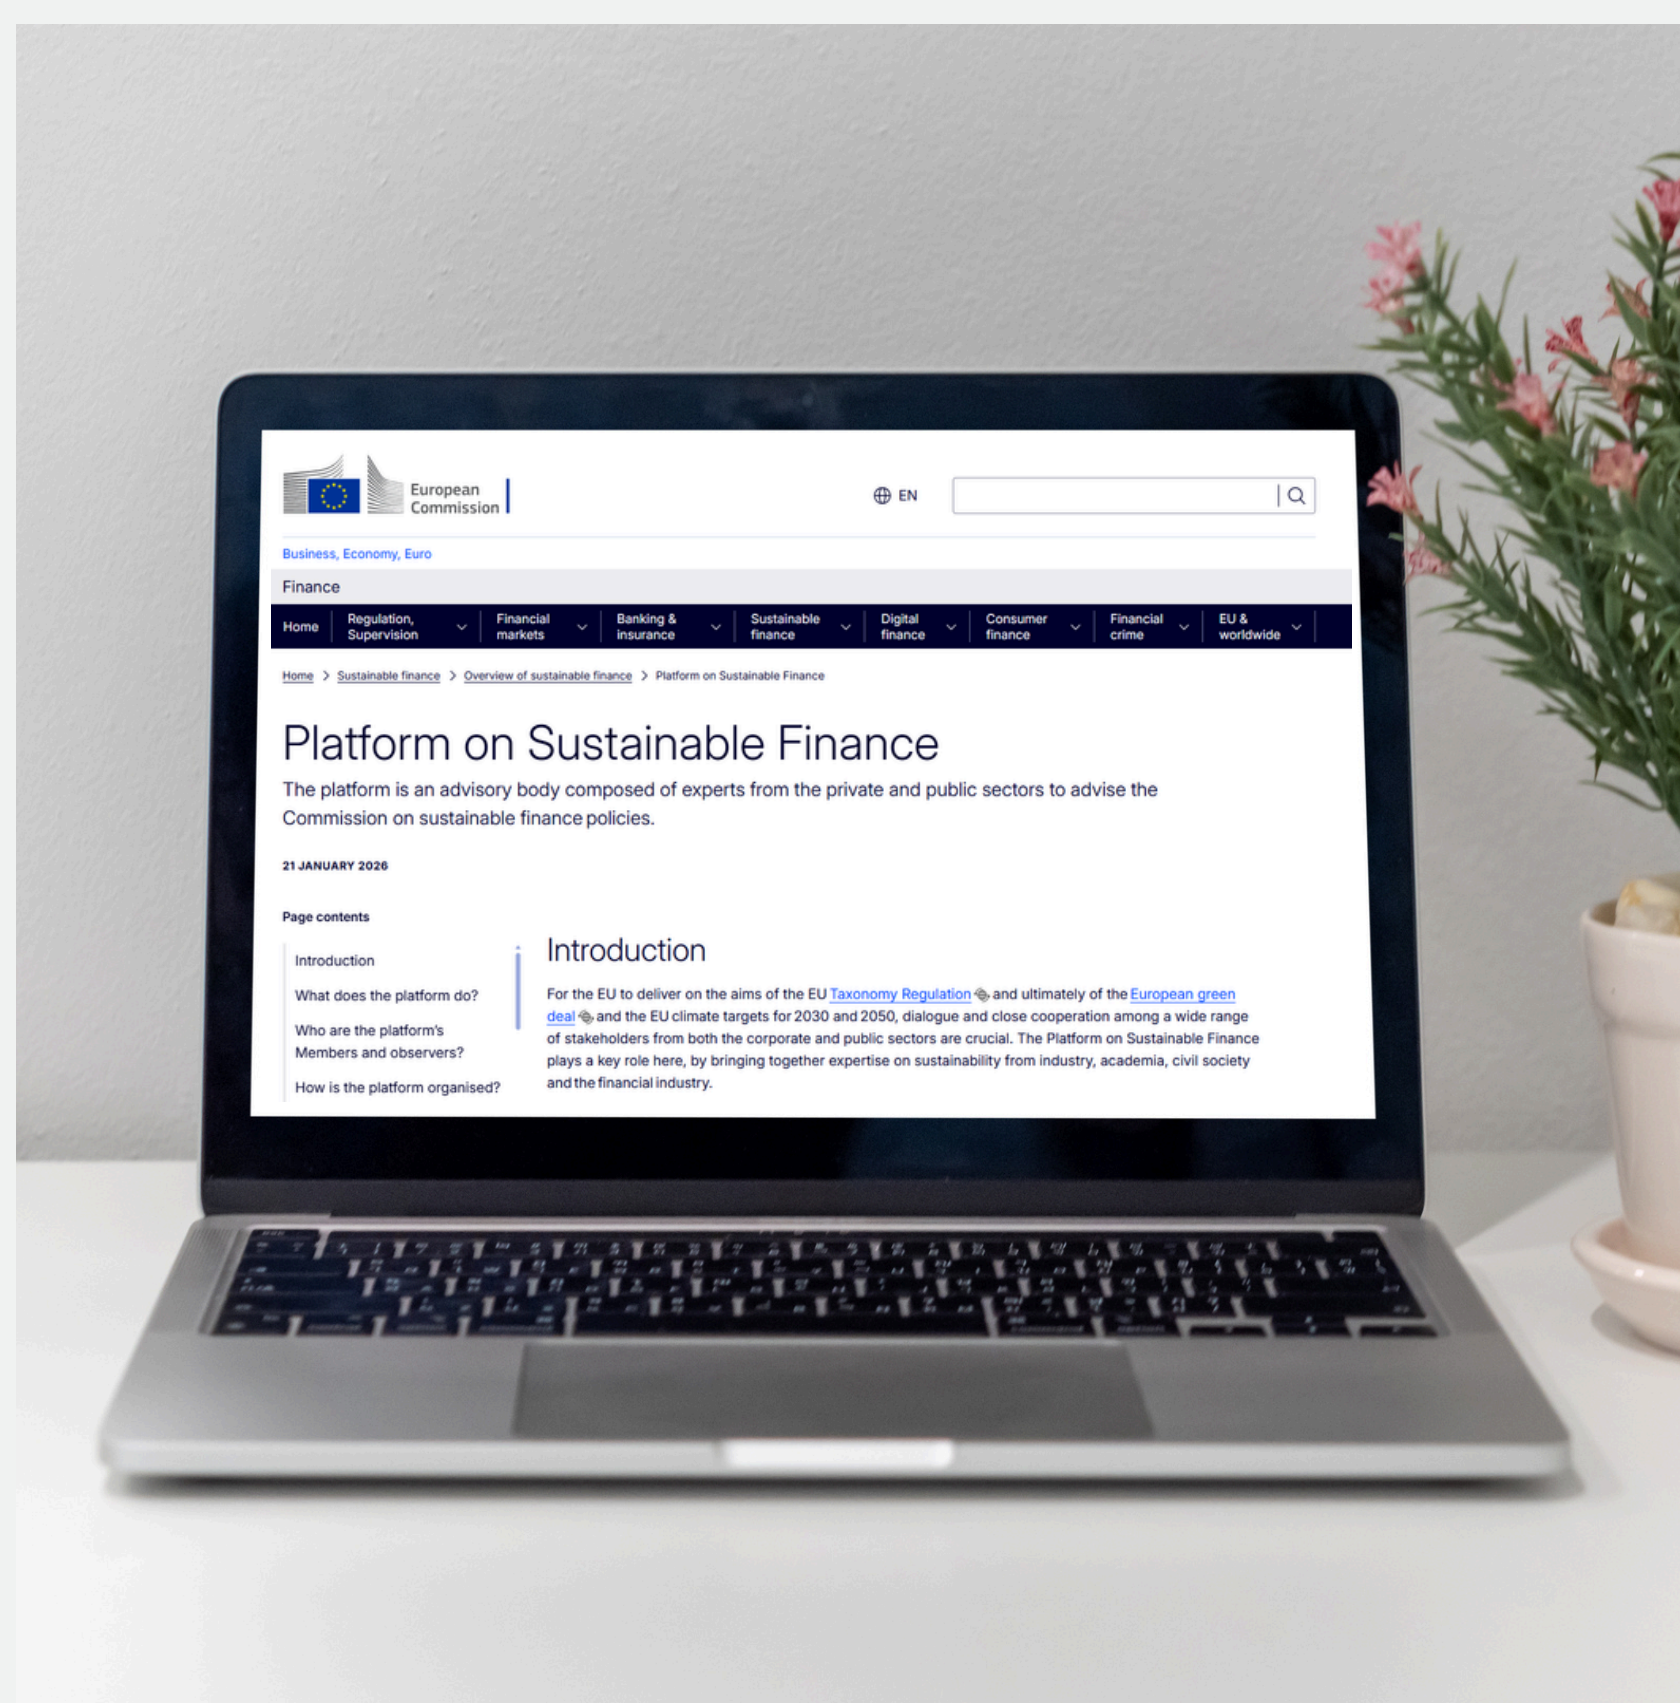 European
Commission
EN
Business, Economy, Euro
Finance
Home
Regulation,
Supervision
Financial
markets
Banking &
insurance
Sustainable
finance
Digital
finance
Consumer
finance
Financial
crime
EU &
worldwide
Home > Sustainable finance > Overview of sustainable finance > Platform on Sustainable Finance
Platform on Sustainable Finance
The platform is an advisory body composed of experts from the private and public sectors to advise the
Commission on sustainable finance policies.
21 JANUARY 2026
Page contents
Introduction
What does the platform do?
Who are the platform's
Members and observers?
How is the platform organised?
Introduction
For the EU to deliver on the aims of the EU Taxonomy Regulation and ultimately of the European green
deal and the EU climate targets for 2030 and 2050, dialogue and close cooperation among a wide range
of stakeholders from both the corporate and public sectors are crucial. The Platform on Sustainable Finance
plays a key role here, by bringing together expertise on sustainability from industry, academia, civil society
and the financial industry.